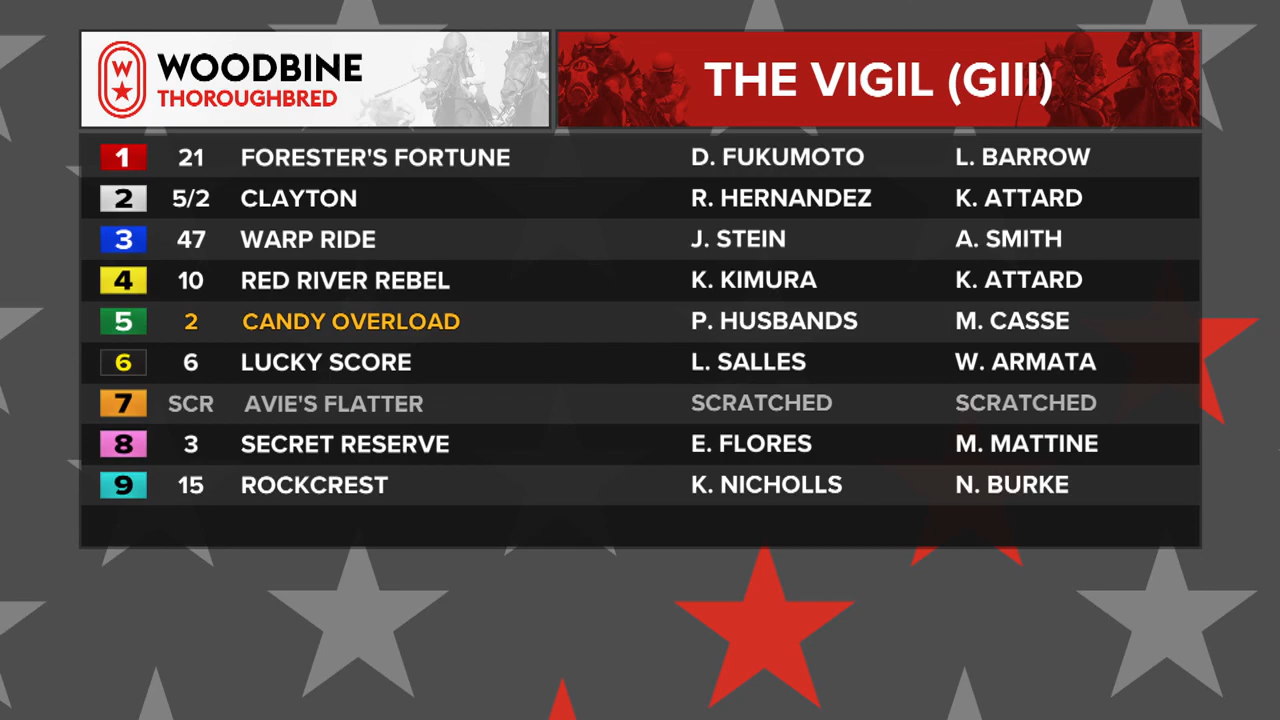 W
WOODBINE
THOROUGHBRED
THE VIGIL (GIII)
1 21 FORESTER'S FORTUNE D. FUKUMOTO L. BARROW
2 5/2 CLAYTON R. HERNANDEZ K. ATTARD
3 47 WARP RIDE J. STEIN A. SMITH
4 10 RED RIVER REBEL K. KIMURA K. ATTARD
5 2 CANDY OVERLOAD P. HUSBANDS M. CASSE
6 6 LUCKY SCORE L. SALLES W. ARMATA
7 SCR AVIE'S FLATTER SCRATCHED SCRATCHED
8 3 SECRET RESERVE E. FLORES M. MATTINE
9 15 ROCKCREST K. NICHOLLS N. BURKE